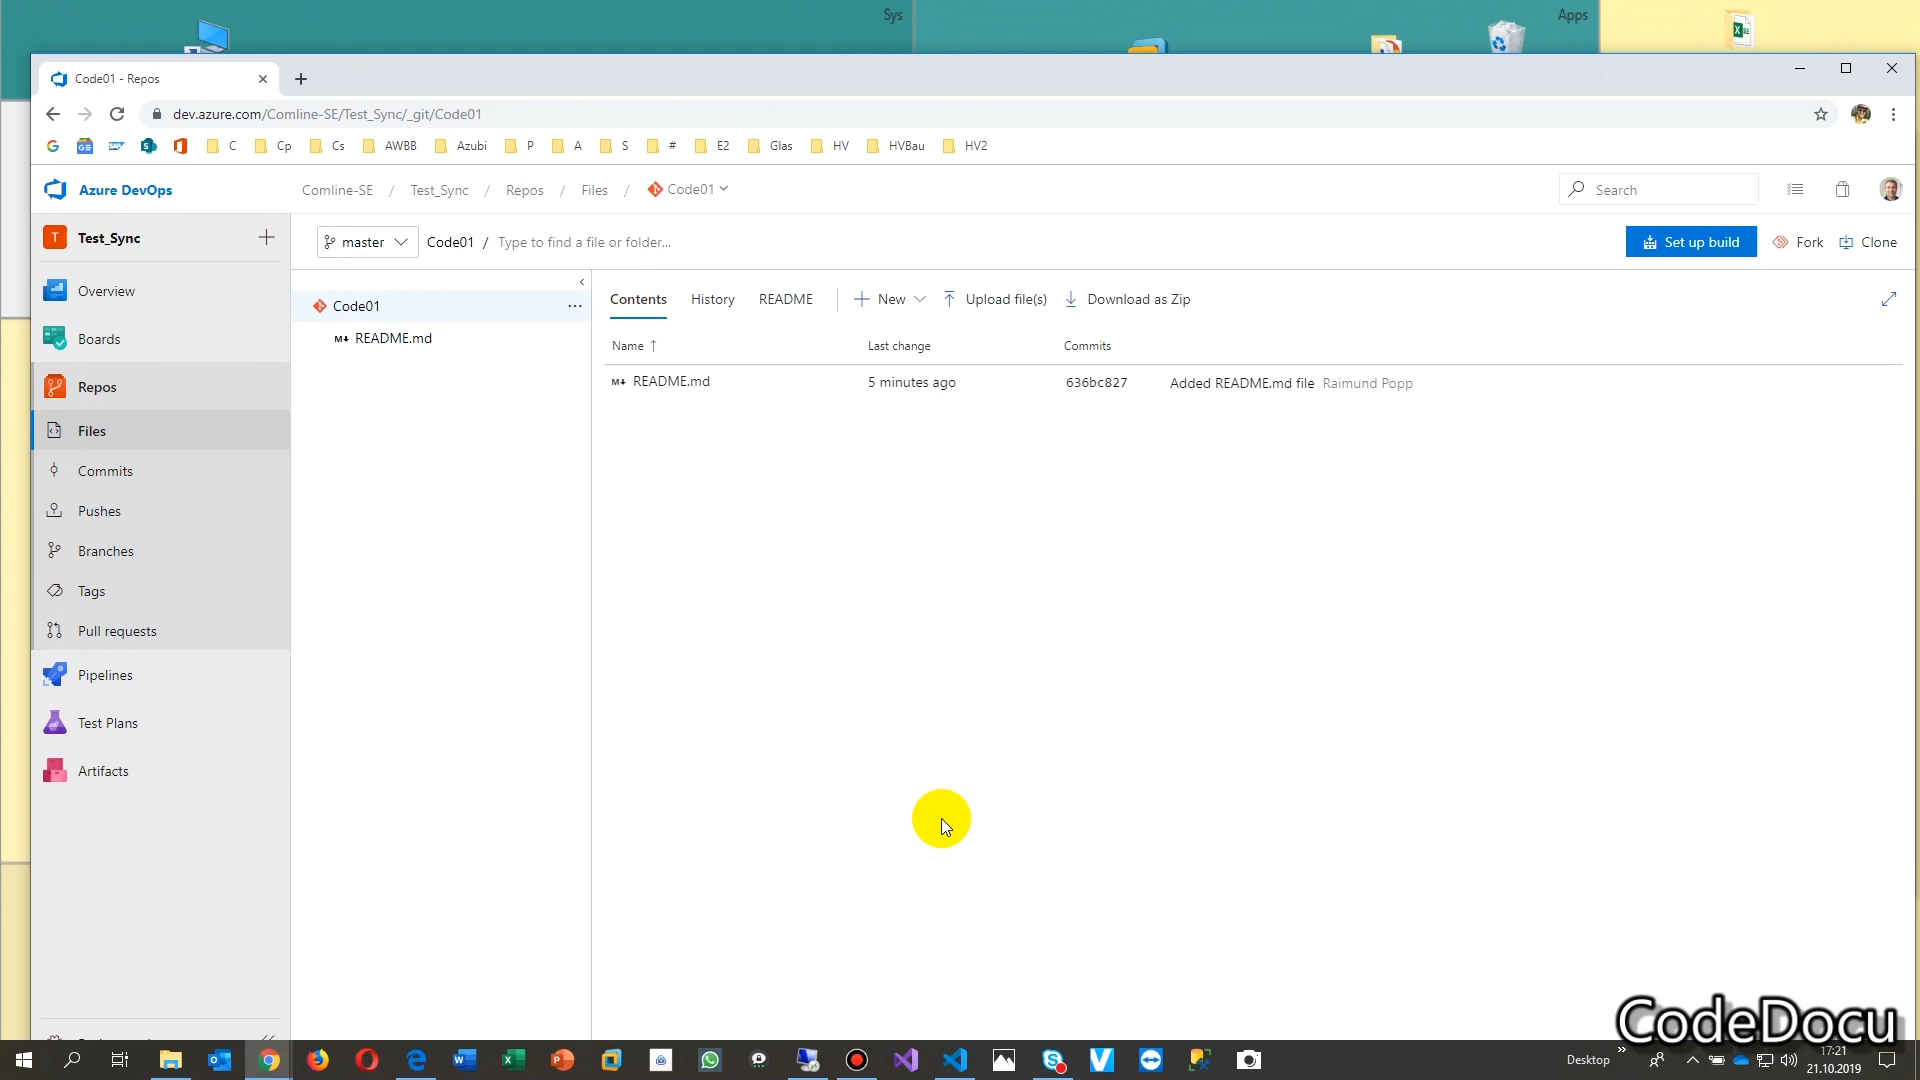 Sys
Apps
Code01 - Repos
dev.azure.com/Comline-SE/Test_Sync/_git/Code01
C
Cp
Cs
AWBB
Azubi
P
A
S
#
E2
Glas
HV
HVBau
HV2
Azure DevOps
Comline-SE / Test_Sync / Repos / Files / Code01
Search
T Test_Sync
master
Code01 / Type to find a file or folder...
Set up build
Fork
Clone
Overview
Boards
Repos
Files
Commits
Pushes
Branches
Tags
Pull requests
Pipelines
Test Plans
Artifacts
Code01
README.md
Contents
History
README
New
Upload file(s)
Download as Zip
Name
Last change
Commits
README.md
5 minutes ago
636bc827
Added README.md file Raimund Popp
CodeDocu
Desktop
17:21
21.10.2019